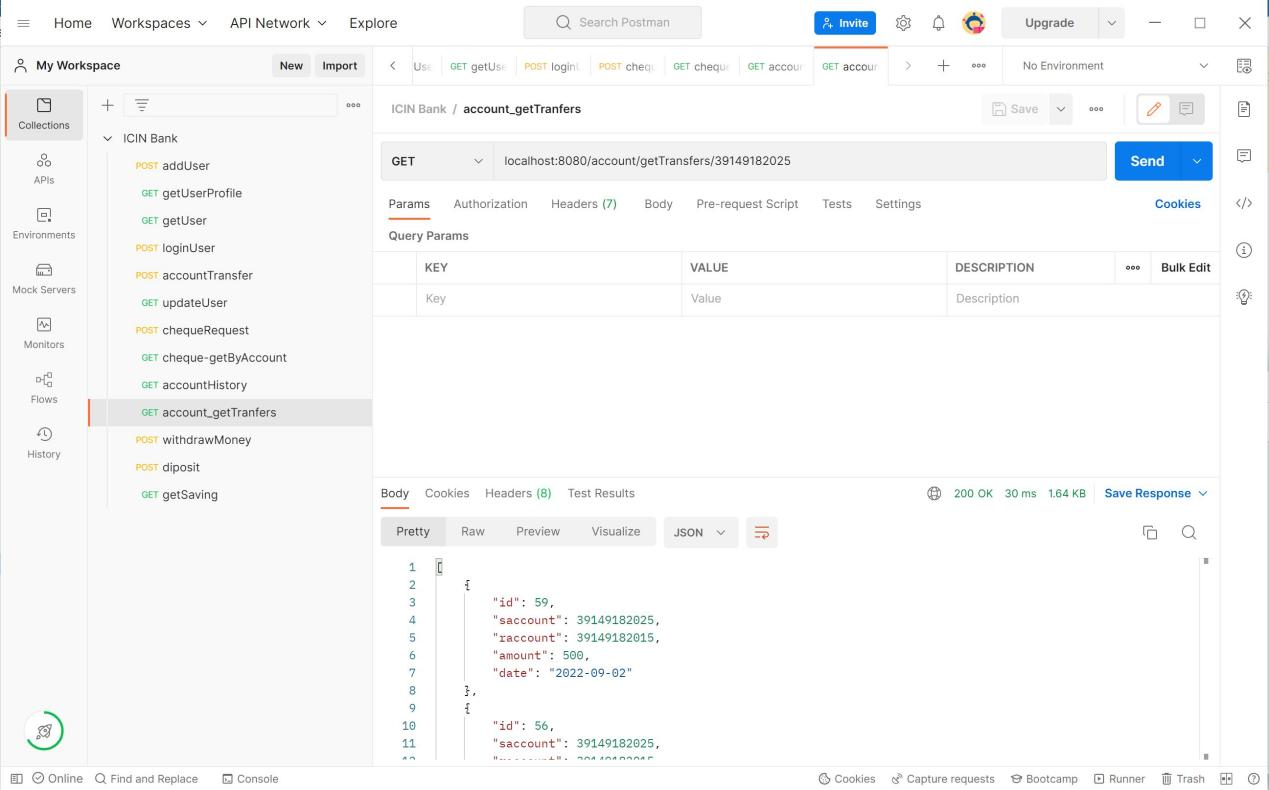 Home Workspaces API Network Explore Search Postman Invite Upgrade
My Workspace New Import
GET getUse POST login POST chequ GET cheque GET accour GET accour No Environment
Collections
APIs
Environments
Mock Servers
Monitors
Flows
History
ICIN Bank
POST addUser
GET getUserProfile
GET getUser
POST loginUser
POST accountTransfer
GET updateUser
POST chequeRequest
GET cheque-getByAccount
GET accountHistory
GET account_getTranfers
POST withdrawMoney
POST diposit
GET getSaving
ICIN Bank / account_getTranfers Save
GET localhost:8080/account/getTransfers/39149182025 Send
Params Authorization Headers (7) Body Pre-request Script Tests Settings Cookies
Query Params
KEY VALUE DESCRIPTION Bulk Edit
Key Value Description
Body Cookies Headers (8) Test Results 200 OK 30 ms 1.64 KB Save Response
Pretty Raw Preview Visualize JSON
1 [
2 {
3 "id": 59,
4 "saccount": 39149182025,
5 "raccount": 39149182015,
6 "amount": 500,
7 "date": "2022-09-02"
8 },
9 {
10 "id": 56,
11 "saccount": 39149182025,
Online Find and Replace Console Cookies Capture requests Bootcamp Runner Trash